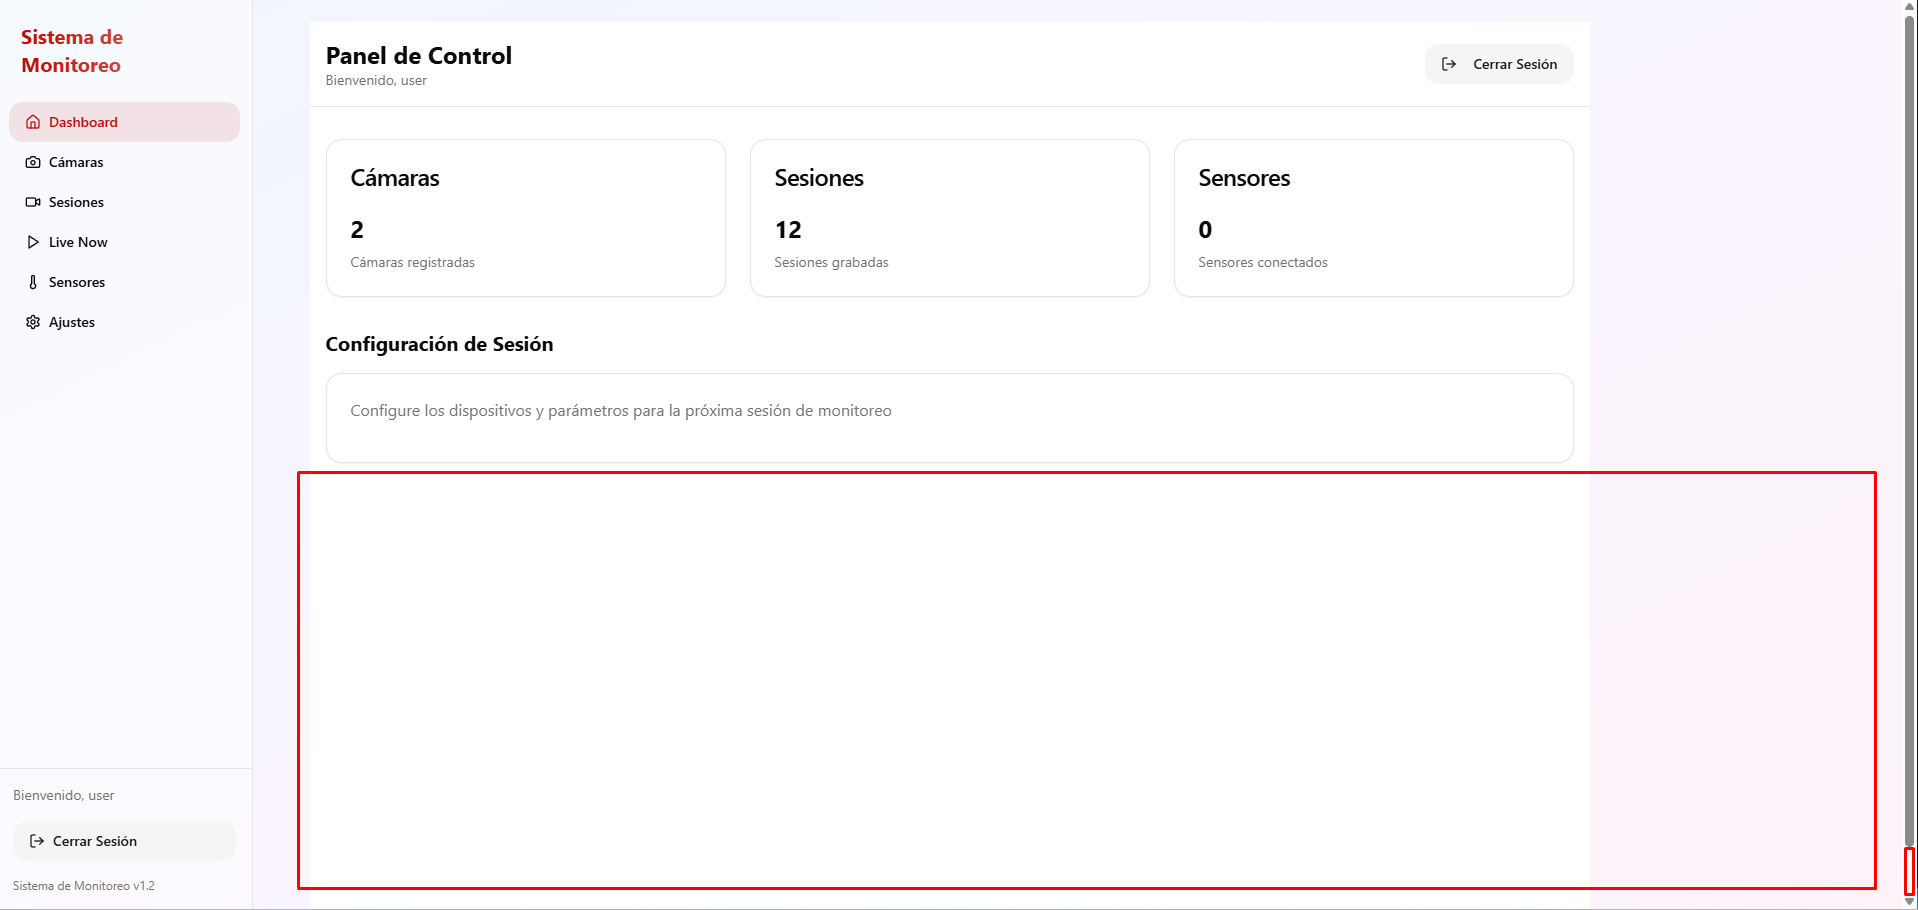 Sistema de
Monitoreo
Dashboard
Cámaras
Sesiones
Live Now
Sensores
Ajustes
Bienvenido, user
Cerrar Sesión
Sistema de Monitoreo v1.2
Panel de Control
Bienvenido, user
Cerrar Sesión
Cámaras
2
Cámaras registradas
Sesiones
12
Sesiones grabadas
Sensores
0
Sensores conectados
Configuración de Sesión
Configure los dispositivos y parámetros para la próxima sesión de monitoreo